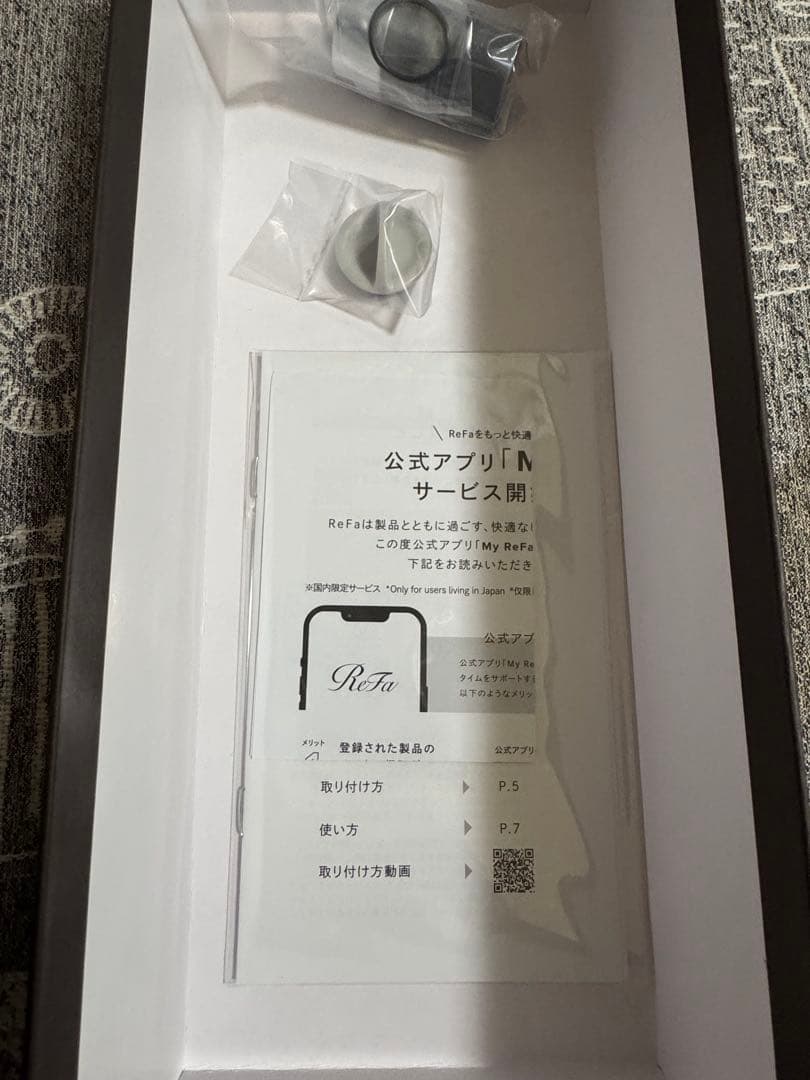 \ ReFaをもっと快適
公式アプリ「M
サービス開
ReFaは製品とともに過ごす、快適な
この度公式アプリ「My ReFa
下記をお読みいただき
※国内限定サービス *Only for users living in Japan *仅限
公式アプ
ReFa
公式アプリ「My Re
タイムをサポートする
以下のようなメリッ
メリット
登録された製品の
公式アプリ
取り付け方 ▶ P.5
使い方 ▶ P.7
取り付け方動画 ▶